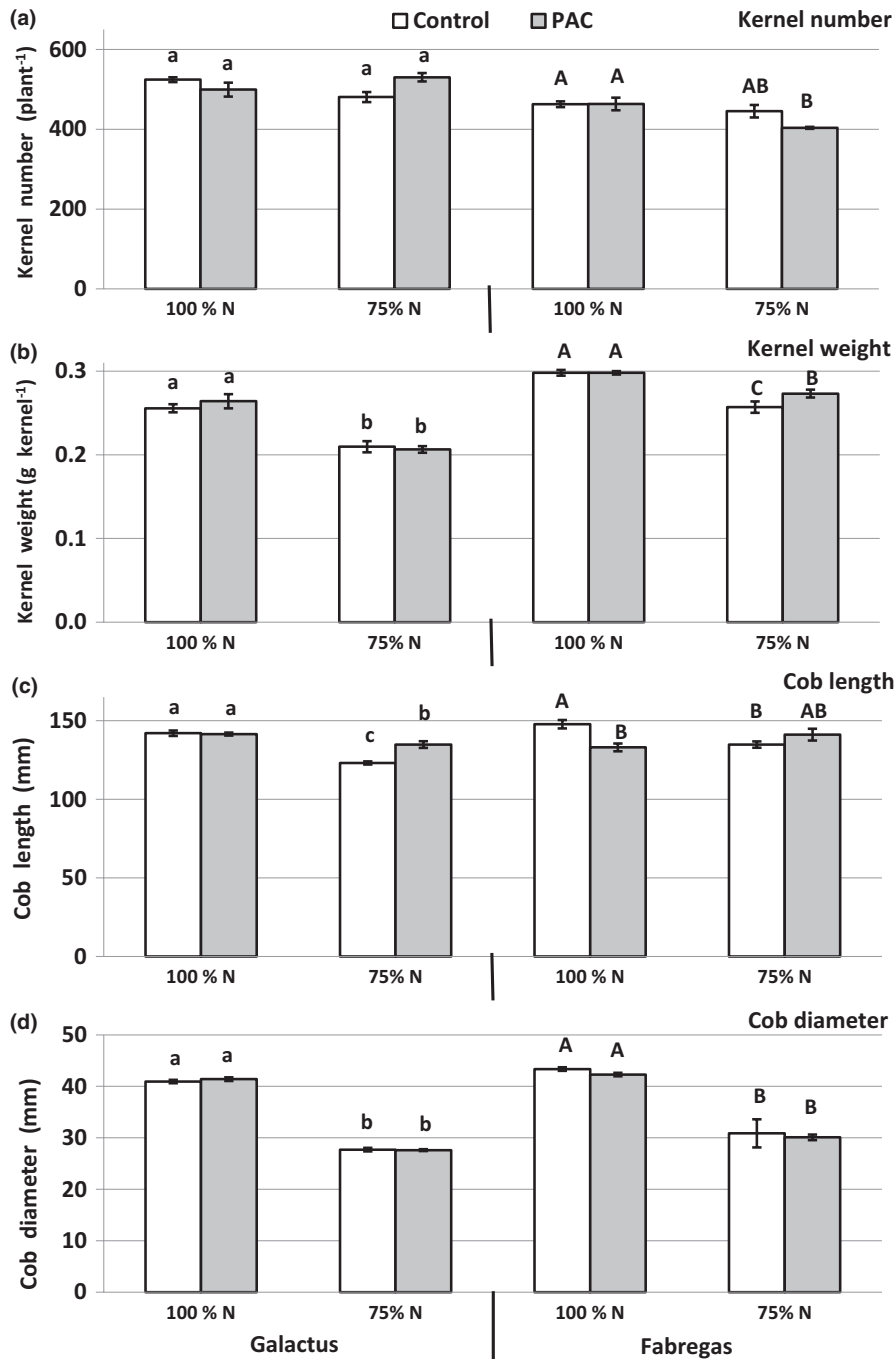 (a)
Control PAC
Kernel number
Kernel number (plant-1)
600
400
200
0
a a a a A A AB B
100 % N 75% N 100 % N 75% N
(b)
Kernel weight
Kernel weight (g kernel-1)
0.3
0.2
0.1
0.0
a a b b A A C B
100 % N 75% N 100 % N 75% N
(c)
Cob length
Cob length (mm)
150
100
50
0
a a c b A B B AB
100 % N 75% N 100 % N 75% N
(d)
Cob diameter
Cob diameter (mm)
50
40
30
20
10
0
a a b b A A B B
100 % N 75% N 100 % N 75% N
Galactus Fabregas